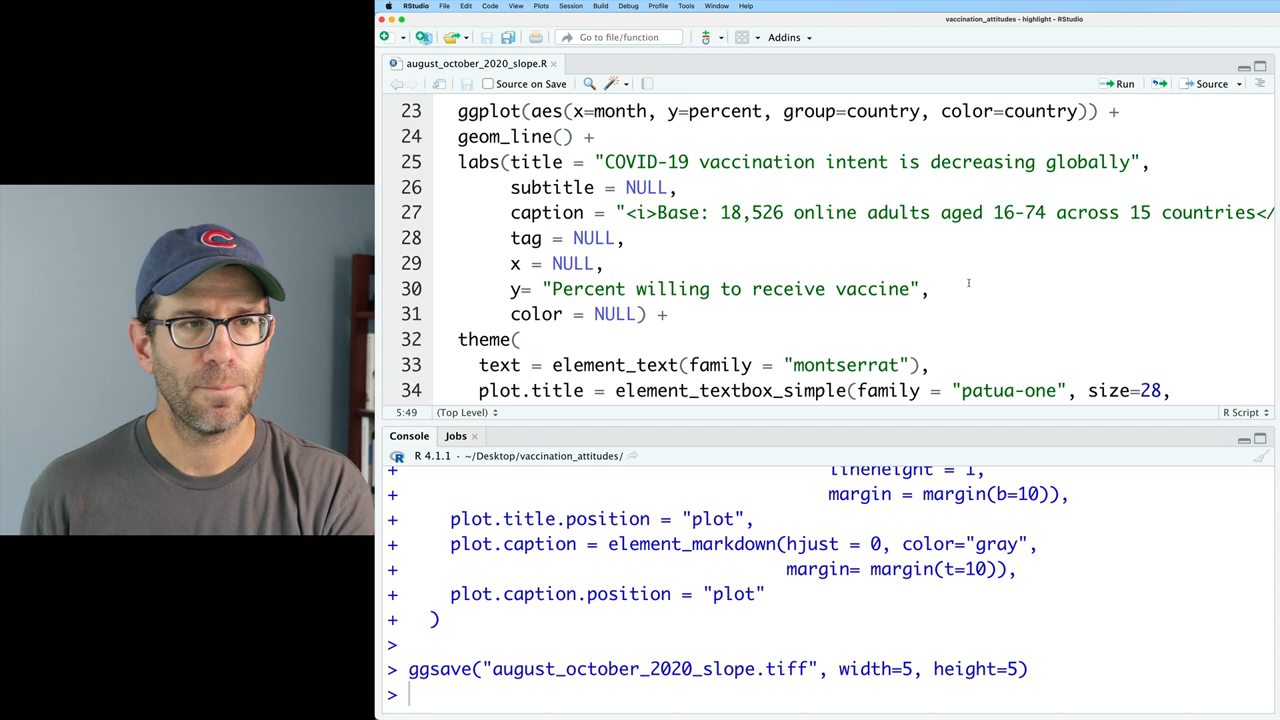 RStudio File Edit Code View Plots Session Build Debug Profile Tools Window Help
vaccination_attitudes - highlight - RStudio
Go to file/function Addins
august_october_2020_slope.R
Source on Save Run Source
23 ggplot(aes(x=month, y=percent, group=country, color=country)) +
24 geom_line() +
25 labs(title = "COVID-19 vaccination intent is decreasing globally",
26 subtitle = NULL,
27 caption = "<i>Base: 18,526 online adults aged 16-74 across 15 countries</
28 tag = NULL,
29 x = NULL,
30 y= "Percent willing to receive vaccine",
31 color = NULL) +
32 theme(
33 text = element_text(family = "montserrat"),
34 plot.title = element_textbox_simple(family = "patua-one", size=28,
5:49 (Top Level) R Script
Console Jobs
R 4.1.1 · ~/Desktop/vaccination_attitudes/
+ lineheight = 1,
+ margin = margin(b=10)),
+ plot.title.position = "plot",
+ plot.caption = element_markdown(hjust = 0, color="gray",
+ margin= margin(t=10)),
+ plot.caption.position = "plot"
+ )
>
> ggsave("august_october_2020_slope.tiff", width=5, height=5)
>
C